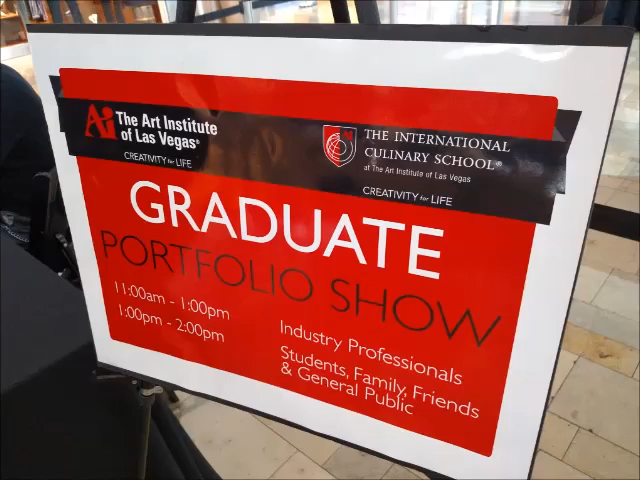 Ai The Art Institute
of Las Vegas®
CREATIVITY for LIFE
THE INTERNATIONAL
CULINARY SCHOOL®
at The Art Institute of Las Vegas
CREATIVITY for LIFE
GRADUATE
PORTFOLIO SHOW
11:00am - 1:00pm Industry Professionals
1:00pm - 2:00pm Students, Family, Friends
& General Public